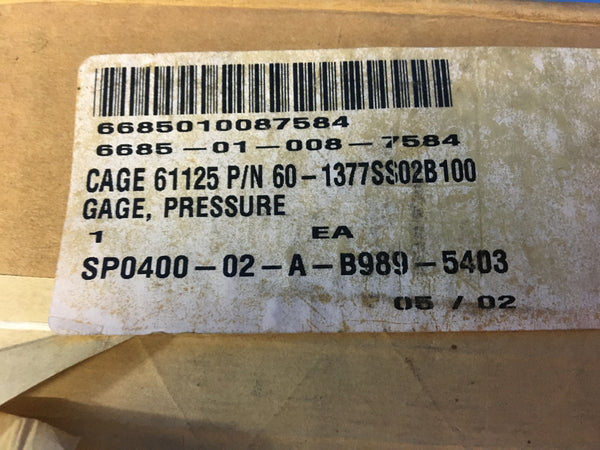 6685010087584
6685-01-008-7584
CAGE 61125 P/N 60-1377SS02B100
GAGE, PRESSURE
1 EA
SP0400-02-A-B989-5403
05 / 02